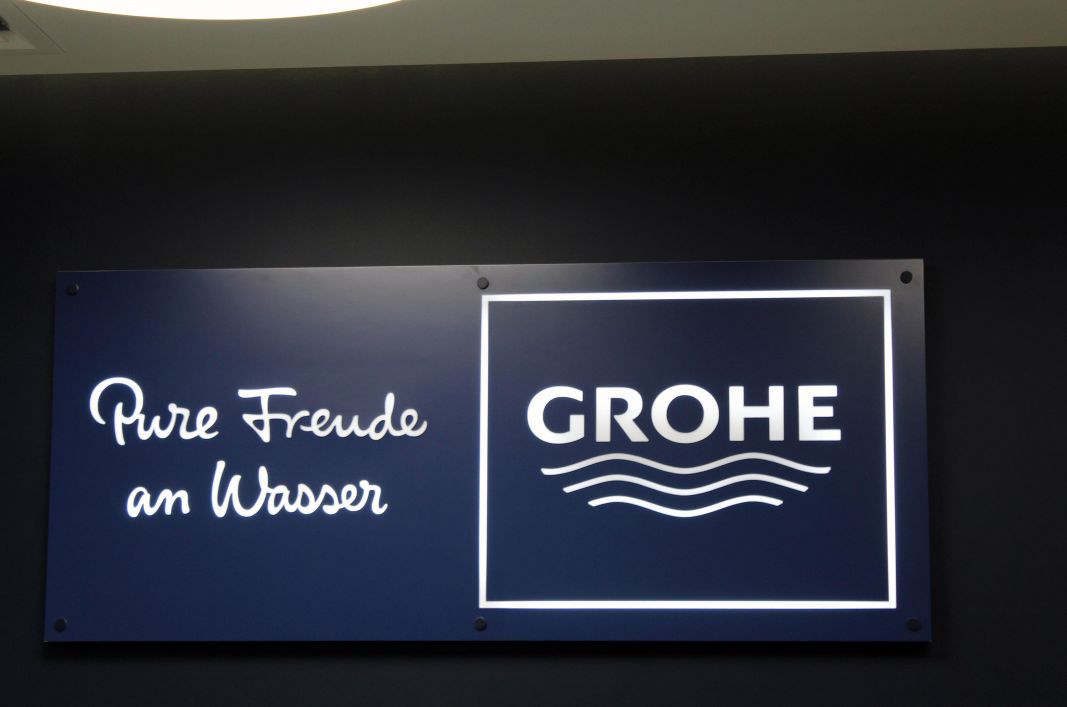 Pure Freude
an Wasser
GROHE